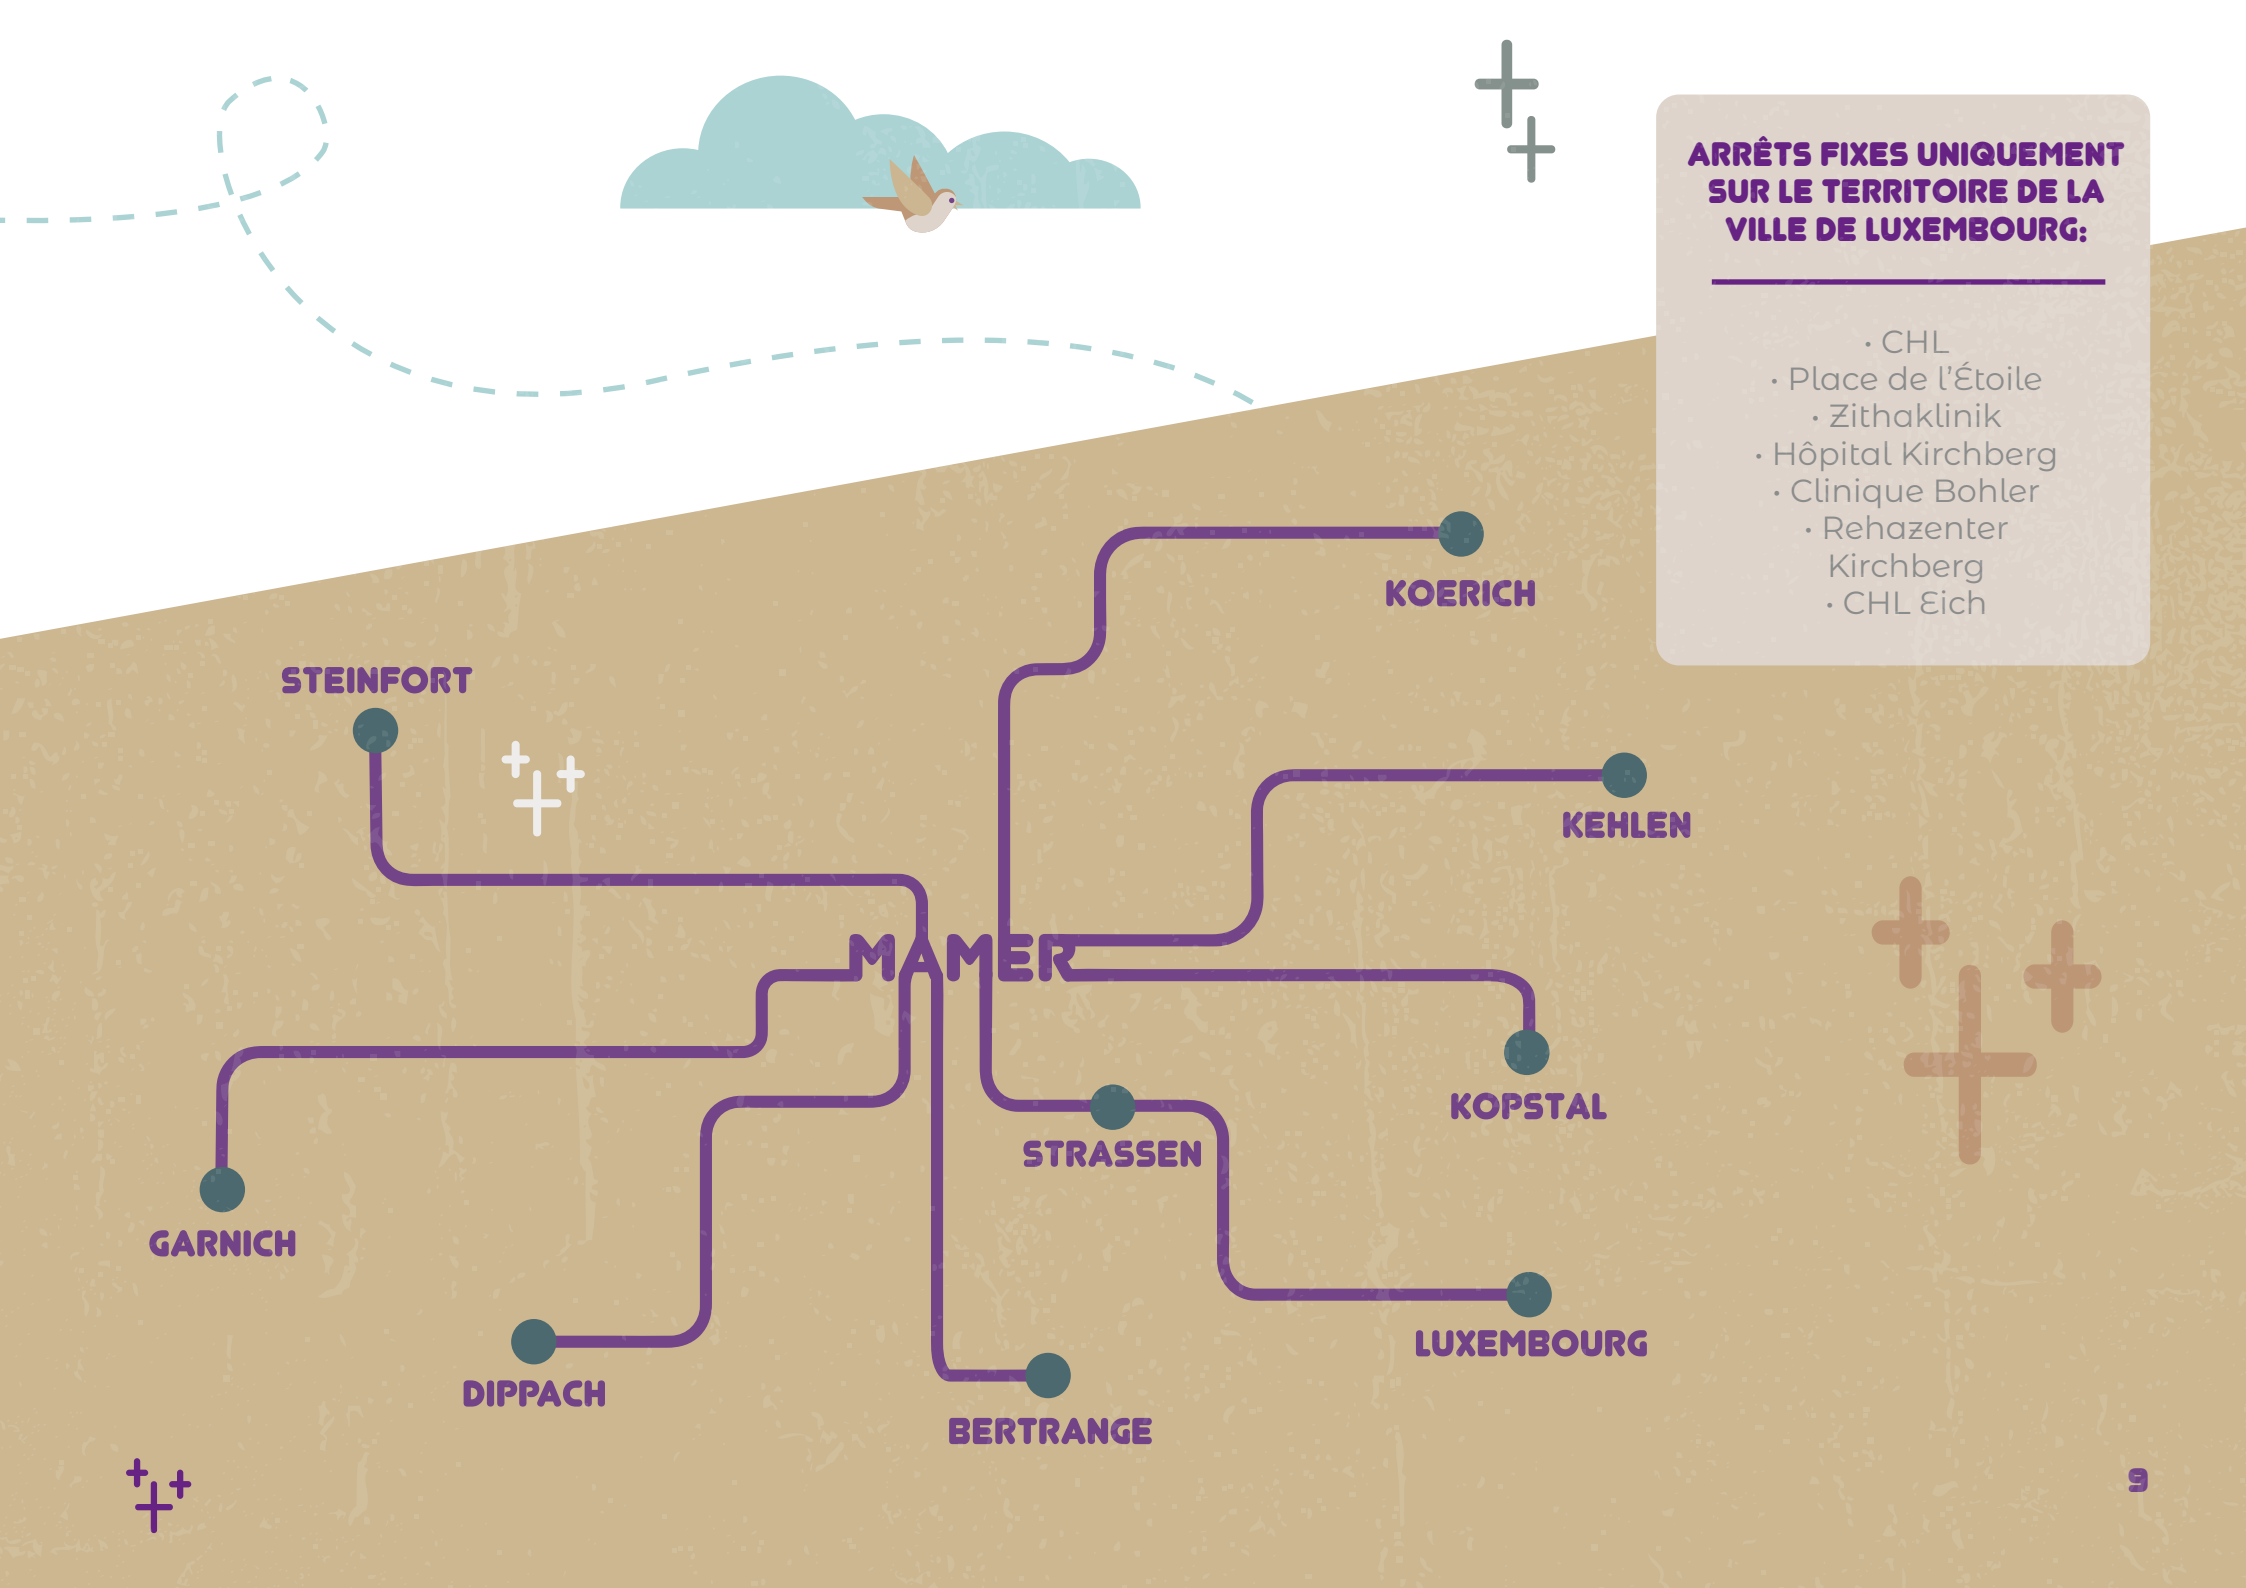 ARRÊTS FIXES UNIQUEMENT
SUR LE TERRITOIRE DE LA
VILLE DE LUXEMBOURG:
• CHL
• Place de l’Étoile
• Zithaklinik
• Hôpital Kirchberg
• Clinique Bohler
• Rehazenter
Kirchberg
• CHL Eich
KOERICH
STEINFORT
KEHLEN
MAMER
KOPSTAL
STRASSEN
GARNICH
LUXEMBOURG
DIPPACH
BERTRANGE
9